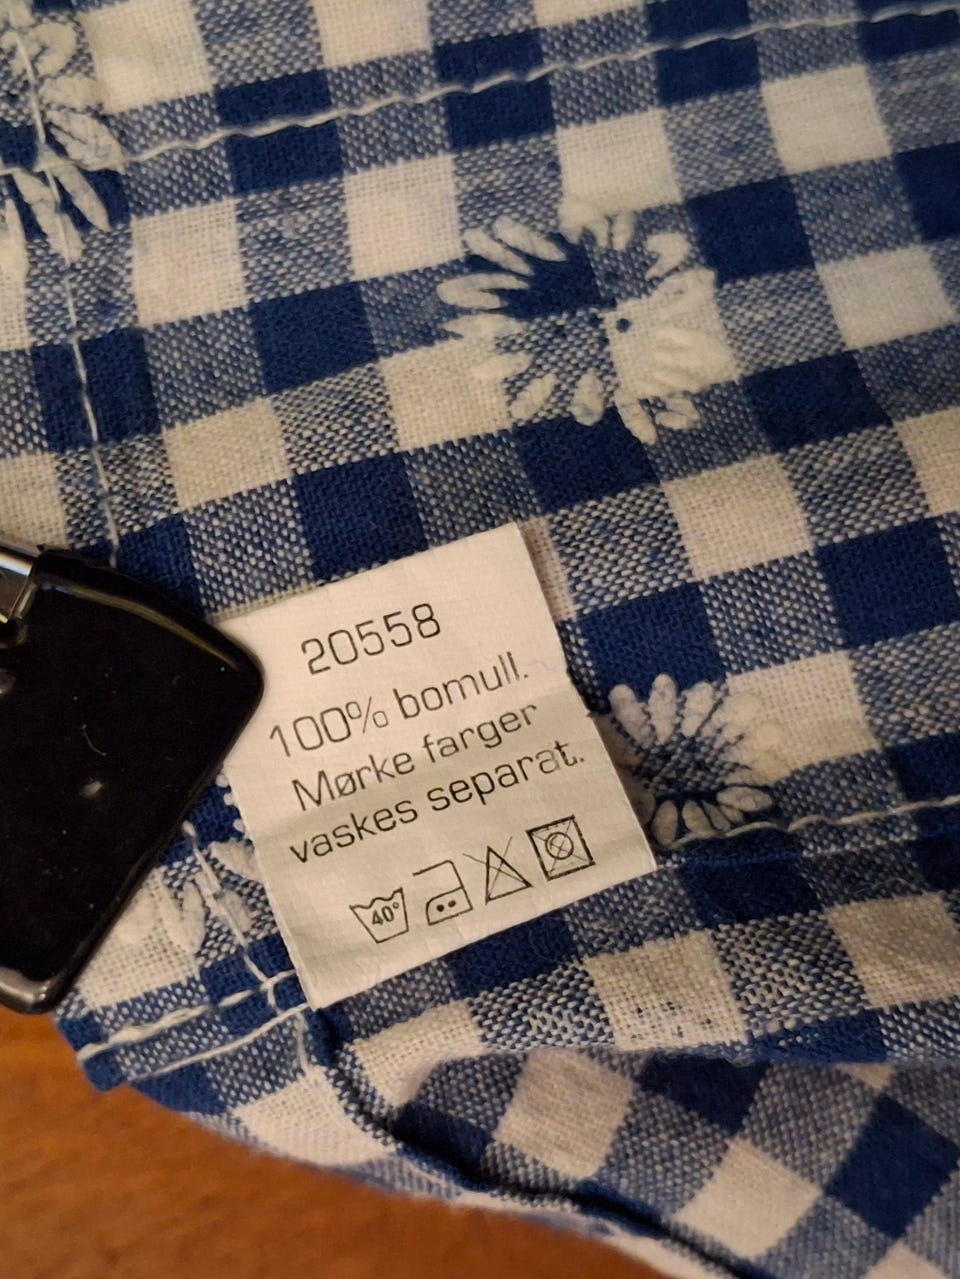 20558
100% bomull.
Mørke farger
vaskes separat.
40°